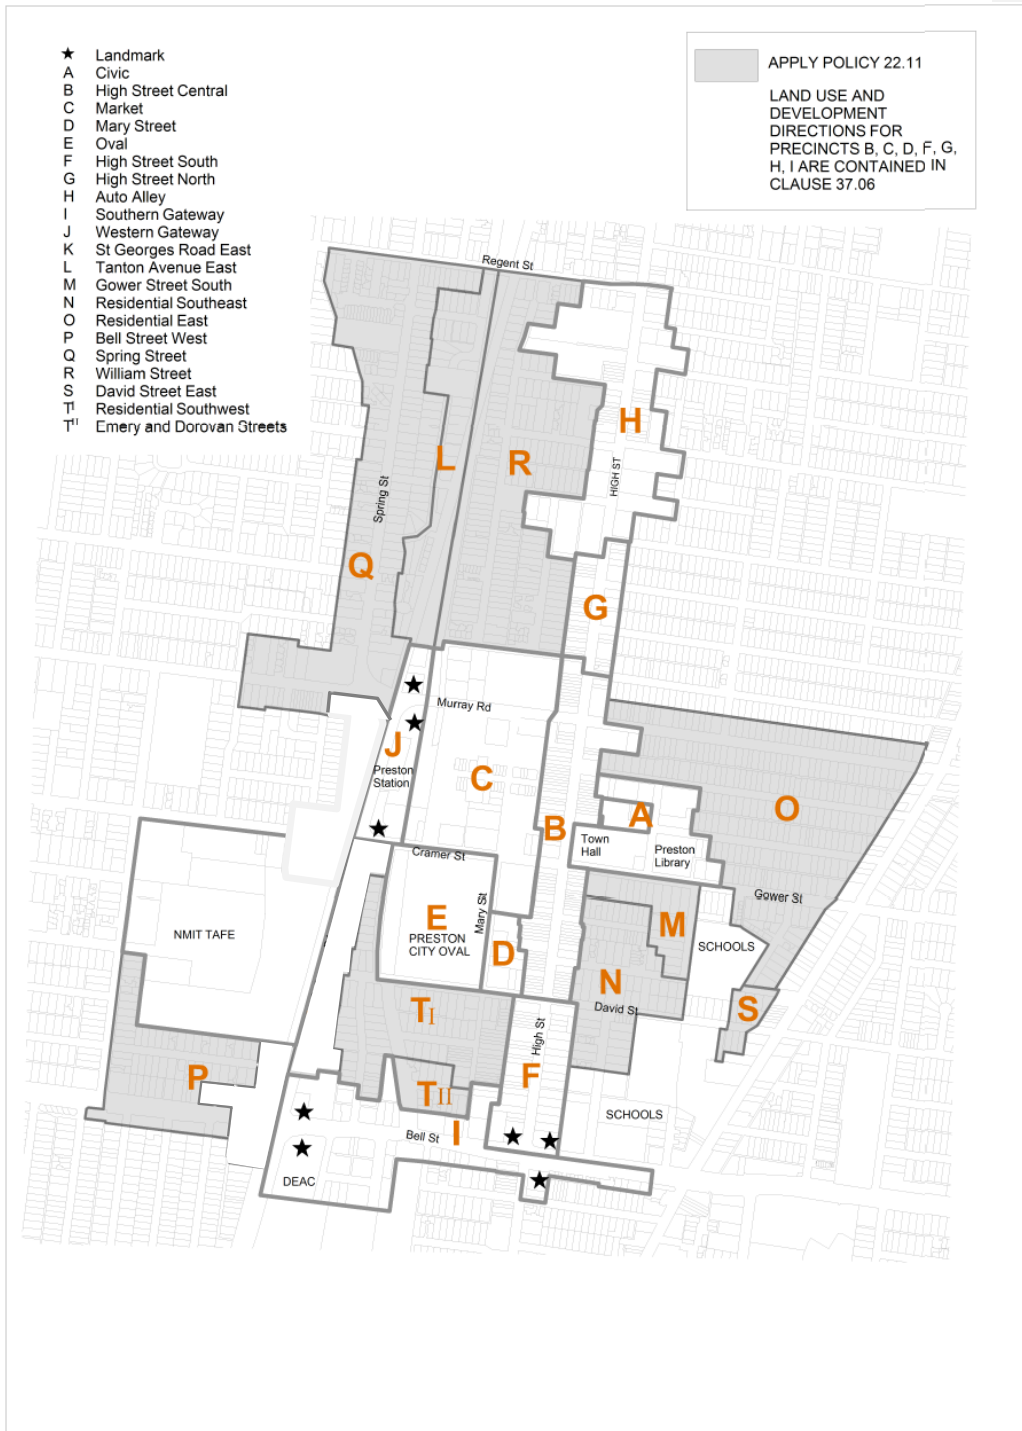 ★ Landmark
A Civic
B High Street Central
C Market
D Mary Street
E Oval
F High Street South
G High Street North
H Auto Alley
I Southern Gateway
J Western Gateway
K St Georges Road East
L Tanton Avenue East
M Gower Street South
N Residential Southeast
O Residential East
P Bell Street West
Q Spring Street
R William Street
S David Street East
TI Residential Southwest
TII Emery and Dorovan Streets
APPLY POLICY 22.11
LAND USE AND
DEVELOPMENT
DIRECTIONS FOR
PRECINCTS B, C, D, F, G,
H, I ARE CONTAINED IN
CLAUSE 37.06
Regent St
H
L
R
HIGH ST
Spring St
Q
G
Murray Rd
J
Preston
Station
C
O
A
B
Town
Hall
Preston
Library
Cramer St
Gower St
Mary St
E
PRESTON
CITY OVAL
M
NMIT TAFE
SCHOOLS
D
N
David St
S
TI
High St
F
P
TII
SCHOOLS
I
Bell St
DEAC